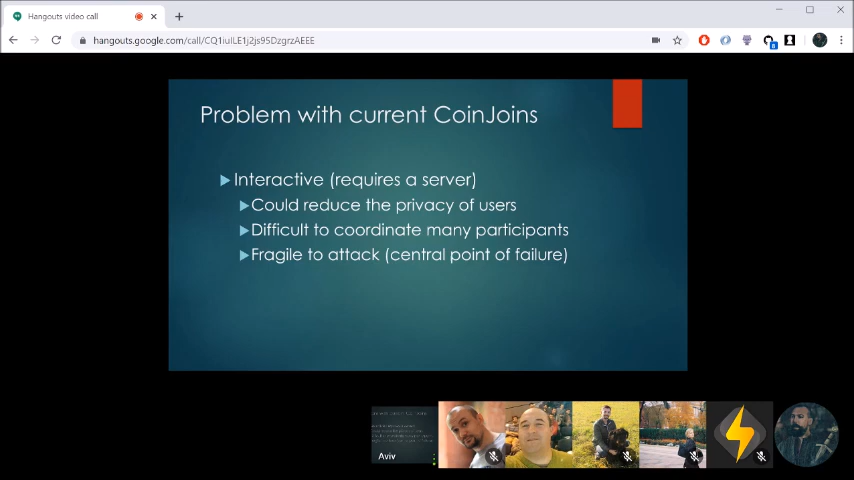 Hangouts video call
hangouts.google.com/call/CQ1iuILE1j2js95DzgrzAEEE
8
Problem with current CoinJoins
Interactive (requires a server)
Could reduce the privacy of users
Difficult to coordinate many participants
Fragile to attack (central point of failure)
Aviv